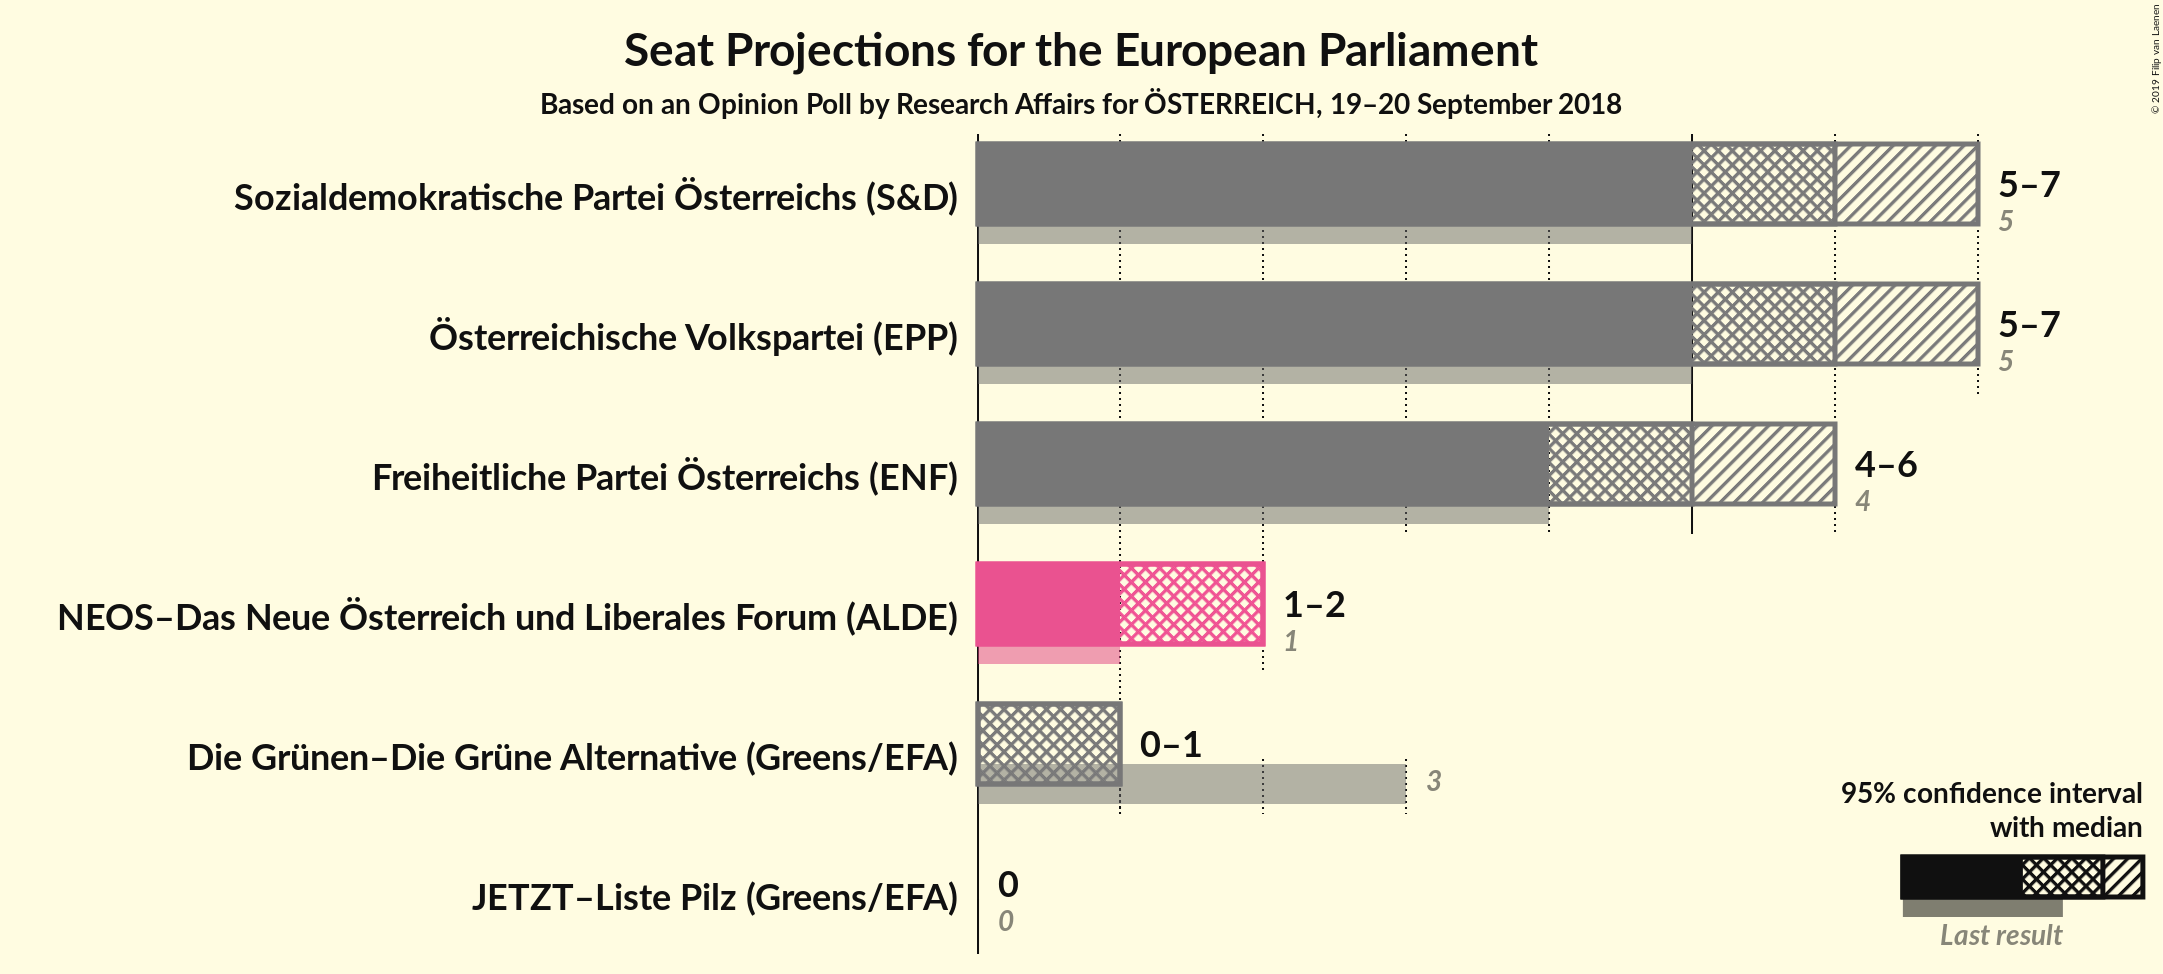 Seat Projections for the European Parliament
Based on an Opinion Poll by Research Affairs for ÖSTERREICH, 19–20 September 2018
© 2019 Filip van Laenen
Sozialdemokratische Partei Österreichs (S&D)
5–7
5
Österreichische Volkspartei (EPP)
5–7
5
Freiheitliche Partei Österreichs (ENF)
4–6
4
NEOS–Das Neue Österreich und Liberales Forum (ALDE)
1–2
1
Die Grünen–Die Grüne Alternative (Greens/EFA)
0–1
3
JETZT–Liste Pilz (Greens/EFA)
0
0
95% confidence interval
with median
Last result